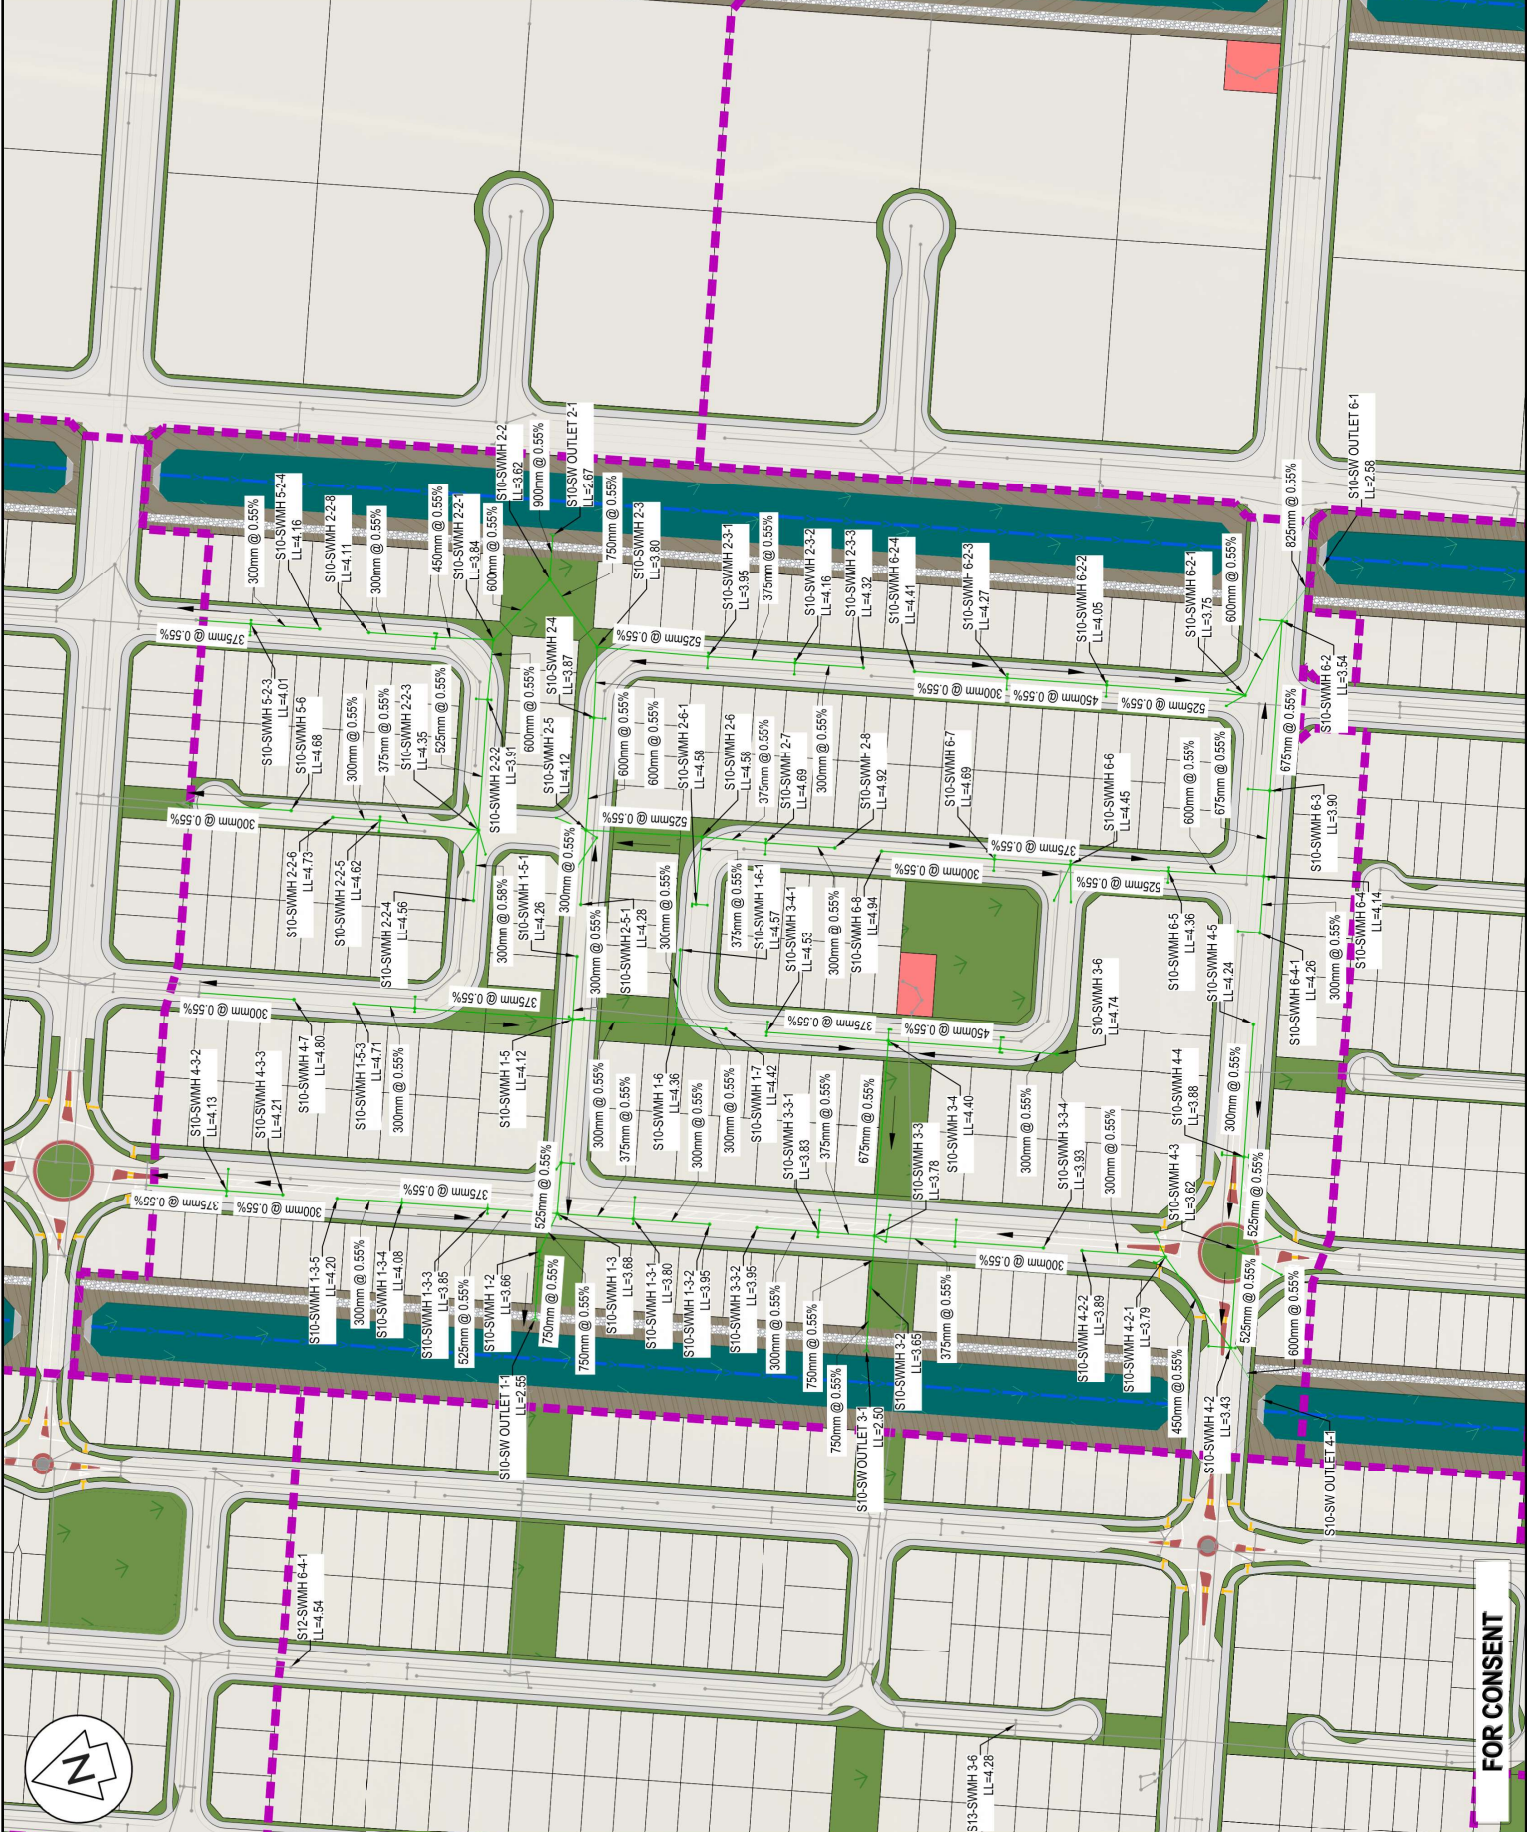 300mm @ 0.55%
S10-SWMH 5-2-4
LL=4.16
S10-SWMH 2-2-8
LL=4.11
300mm @ 0.55%
450mm @ 0.55%
S10-SWMH 2-2-1
LL=3.84
600mm @ 0.55%
S10-SWMH 2-2
LL=3.62
900mm @ 0.55%
S10-SW OUTLET 2-1
LL=2.67
750mm @ 0.55%
S10-SWMH 2-3
LL=3.80
S10-SWMH 2-3-1
LL=3.95
375mm @ 0.55%
S10-SWMH 2-3-2
LL=4.16
S10-SWMH 2-3-3
LL=4.32
S10-SWMH 6-2-4
LL=4.41
S10-SWMH 6-2-3
LL=4.27
S10-SWMH 6-2-2
LL=4.05
S10-SWMH 6-2-1
LL=3.75
600mm @ 0.55%
825mm @ 0.55%
S10-SW OUTLET 6-1
LL=2.58
375mm @ 0.55%
S10-SWMH 5-2-3
LL=4.01
S10-SWMH 5-6
LL=4.68
300mm @ 0.55%
375mm @ 0.55%
S10-SWMH 2-2-3
LL=4.35
525mm @ 0.55%
S10-SWMH 2-2-2
LL=3.91
600mm @ 0.55%
S10-SWMH 2-4
LL=3.87
S10-SWMH 2-5
LL=4.12
525mm @ 0.55%
600mm @ 0.55%
600mm @ 0.55%
S10-SWMH 2-6-1
LL=4.58
S10-SWMH 2-6
LL=4.58
375mm @ 0.55%
S10-SWMH 2-7
LL=4.69
300mm @ 0.55%
S10-SWMH 2-8
LL=4.92
S10-SWMH 6-7
LL=4.69
300mm @ 0.55%
450mm @ 0.55%
525mm @ 0.55%
S10-SWMH 6-6
LL=4.45
600mm @ 0.55%
675mm @ 0.55%
675mm @ 0.55%
S10-SWMH 6-2
LL=3.54
S10-SWMH 6-3
LL=3.90
300mm @ 0.55%
S10-SWMH 2-2-6
LL=4.73
S10-SWMH 2-2-5
LL=4.62
S10-SWMH 2-2-4
LL=4.56
300mm @ 0.58%
S10-SWMH 1-5-1
LL=4.26
300mm @ 0.55%
300mm @ 0.55%
S10-SWMH 2-5-1
LL=4.28
525mm @ 0.55%
300mm @ 0.55%
375mm @ 0.55%
S10-SWMH 1-6-1
LL=4.57
S10-SWMH 3-4-1
LL=4.53
300mm @ 0.55%
S10-SWMH 6-8
LL=4.94
300mm @ 0.55%
375mm @ 0.55%
525mm @ 0.55%
S10-SWMH 6-5
LL=4.36
S10-SWMH 4-5
LL=4.24
S10-SWMH 6-4-1
LL=4.26
300mm @ 0.55%
S10-SWMH 6-4
LL=4.14
S10-SWMH 4-3-2
LL=4.13
S10-SWMH 4-3-3
LL=4.21
300mm @ 0.55%
S10-SWMH 4-7
LL=4.80
S10-SWMH 1-5-3
LL=4.71
300mm @ 0.55%
375mm @ 0.55%
S10-SWMH 1-5
LL=4.12
300mm @ 0.55%
375mm @ 0.55%
S10-SWMH 1-6
LL=4.36
300mm @ 0.55%
300mm @ 0.55%
S10-SWMH 1-7
LL=4.42
S10-SWMH 3-3-1
LL=3.83
375mm @ 0.55%
375mm @ 0.55%
450mm @ 0.55%
675mm @ 0.55%
S10-SWMH 3-3
LL=3.78
S10-SWMH 3-4
LL=4.40
S10-SWMH 3-6
LL=4.74
300mm @ 0.55%
S10-SWMH 3-3-4
LL=3.93
300mm @ 0.55%
S10-SWMH 4-4
LL=3.88
S10-SWMH 4-3
LL=3.62
300mm @ 0.55%
525mm @ 0.55%
375mm @ 0.55%
300mm @ 0.55%
375mm @ 0.55%
S10-SWMH 1-3-5
LL=4.20
300mm @ 0.55%
S10-SWMH 1-3-4
LL=4.08
S10-SWMH 1-3-3
LL=3.85
525mm @ 0.55%
S10-SWMH 1-2
LL=3.66
525mm @ 0.55%
750mm @ 0.55%
750mm @ 0.55%
S10-SWMH 1-3
LL=3.68
S10-SWMH 1-3-1
LL=3.80
S10-SWMH 1-3-2
LL=3.95
S10-SWMH 3-3-2
LL=3.95
300mm @ 0.55%
750mm @ 0.55%
750mm @ 0.55%
S10-SWMH 3-2
LL=3.65
375mm @ 0.55%
300mm @ 0.55%
S10-SWMH 4-2-2
LL=3.89
S10-SWMH 4-2-1
LL=3.79
450mm @ 0.55%
525mm @ 0.55%
600mm @ 0.55%
S10-SWMH 4-2
LL=3.43
S10-SW OUTLET 1-1
LL=2.55
S10-SW OUTLET 3-1
LL=2.50
S10-SW OUTLET 4-1
S12-SWMH 6-4-1
LL=4.54
S13-SWMH 3-6
LL=4.28
N
FOR CONSENT